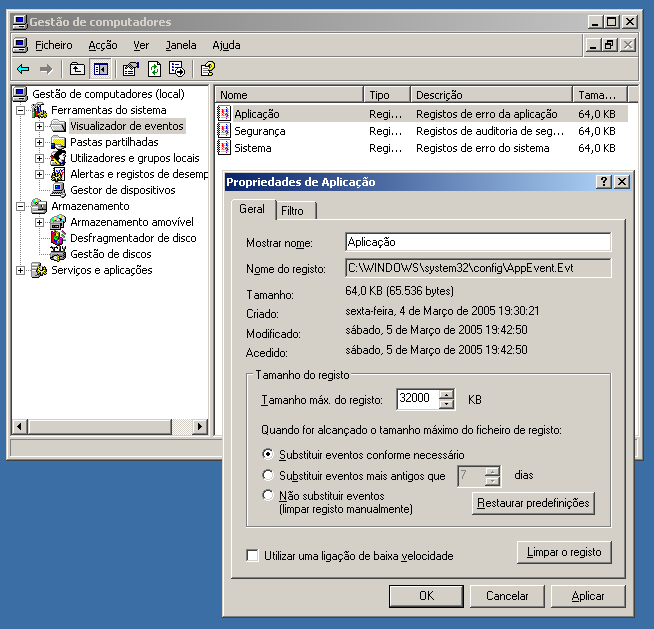 Gestão de computadores
Ficheiro Acção Ver Janela Ajuda
Gestão de computadores (local)
Ferramentas do sistema
Visualizador de eventos
Pastas partilhadas
Utilizadores e grupos locais
Alertas e registos de desemp
Gestor de dispositivos
Armazenamento
Armazenamento amovível
Desfragmentador de disco
Gestão de discos
Serviços e aplicações
Nome Tipo Descrição Tama...
Aplicação Regi... Registos de erro da aplicação 64,0 KB
Segurança Regi... Registos de auditoria de seg... 64,0 KB
Sistema Regi... Registos de erro do sistema 64,0 KB
Propriedades de Aplicação
Geral Filtro
Mostrar nome: Aplicação
Nome do registo: C:\WINDOWS\system32\config\AppEvent.Evt
Tamanho: 64,0 KB (65.536 bytes)
Criado: sexta-feira, 4 de Março de 2005 19:30:21
Modificado: sábado, 5 de Março de 2005 19:42:50
Acedido: sábado, 5 de Março de 2005 19:42:50
Tamanho do registo
Tamanho máx. do registo: 32000 KB
Quando for alcançado o tamanho máximo do ficheiro de registo:
Substituir eventos conforme necessário
Substituir eventos mais antigos que 7 dias
Não substituir eventos
(limpar registo manualmente)
Restaurar predefinições
Utilizar uma ligação de baixa velocidade
Limpar o registo
OK Cancelar Aplicar